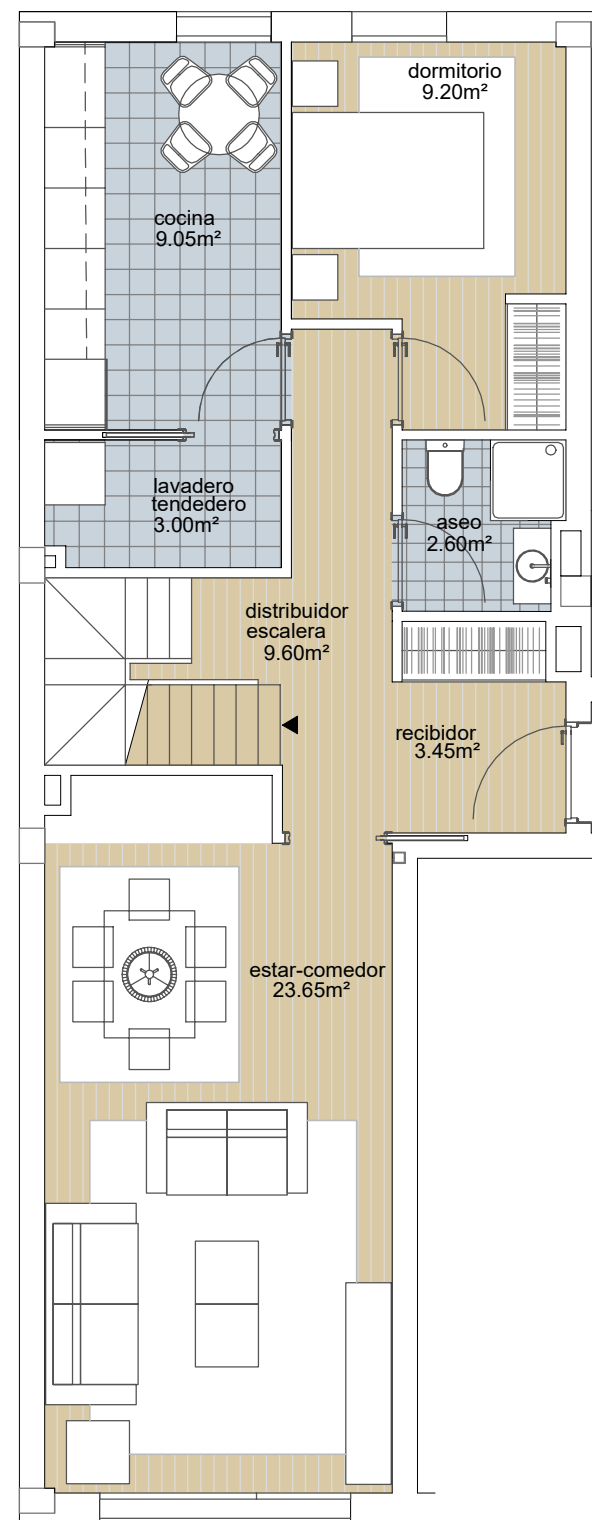 dormitorio
9.20m²
cocina
9.05m²
lavadero
tendedero
3.00m²
aseo
2.60m²
distribuidor
escalera
9.60m²
recibidor
3.45m²
estar-comedor
23.65m²